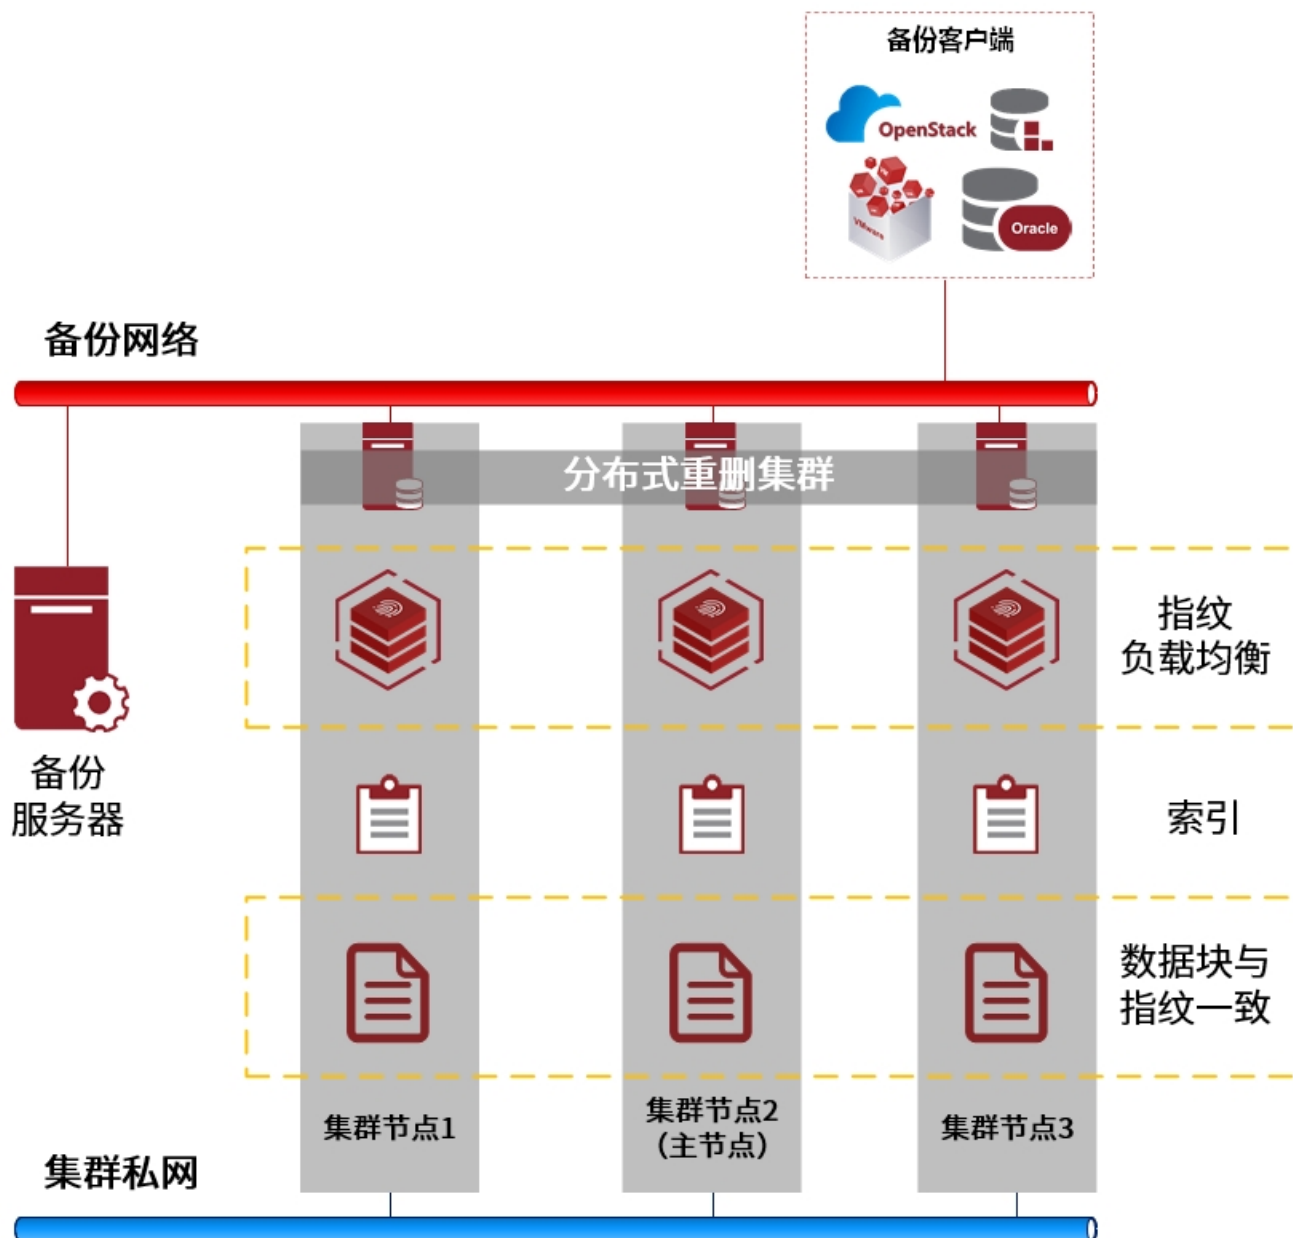 备份客户端
OpenStack
VMware
Oracle
备份网络
分布式重删集群
指纹
负载均衡
备份
服务器
索引
数据块与
指纹一致
集群节点1
集群节点2
（主节点）
集群节点3
集群私网